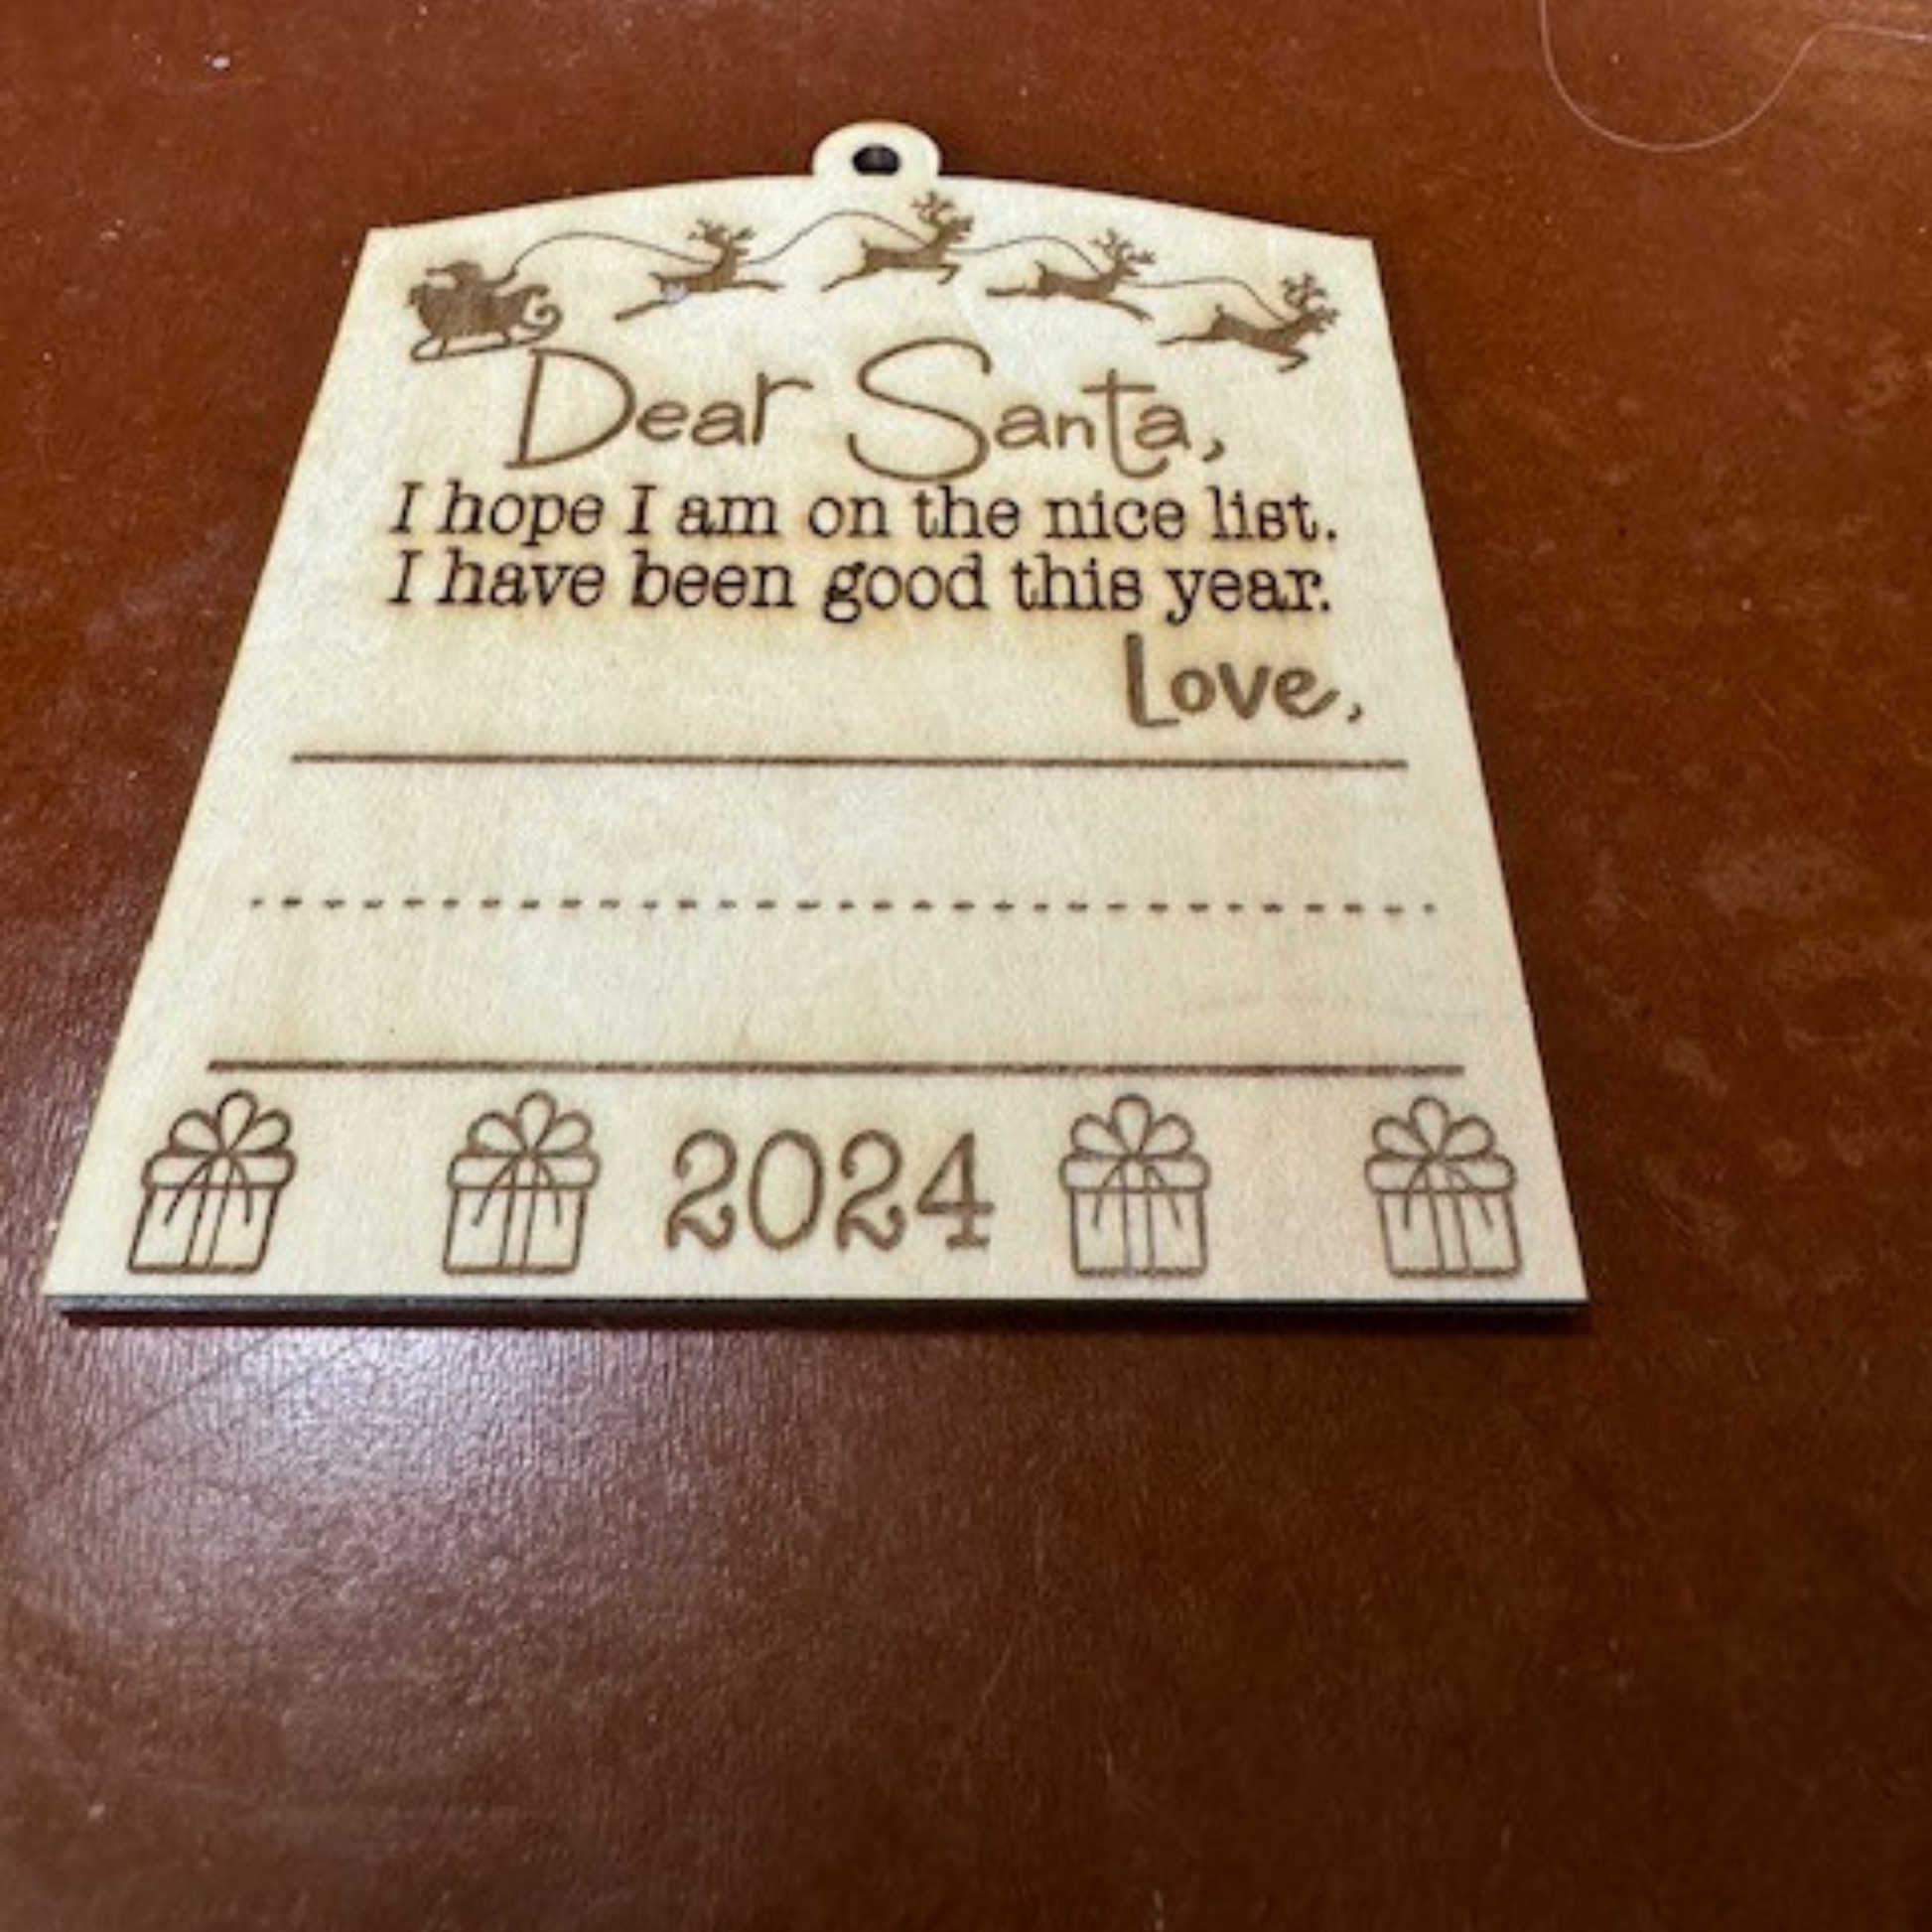 Dear Santa,
I hope I am on the nice list.
I have been good this year.
Love,
2024